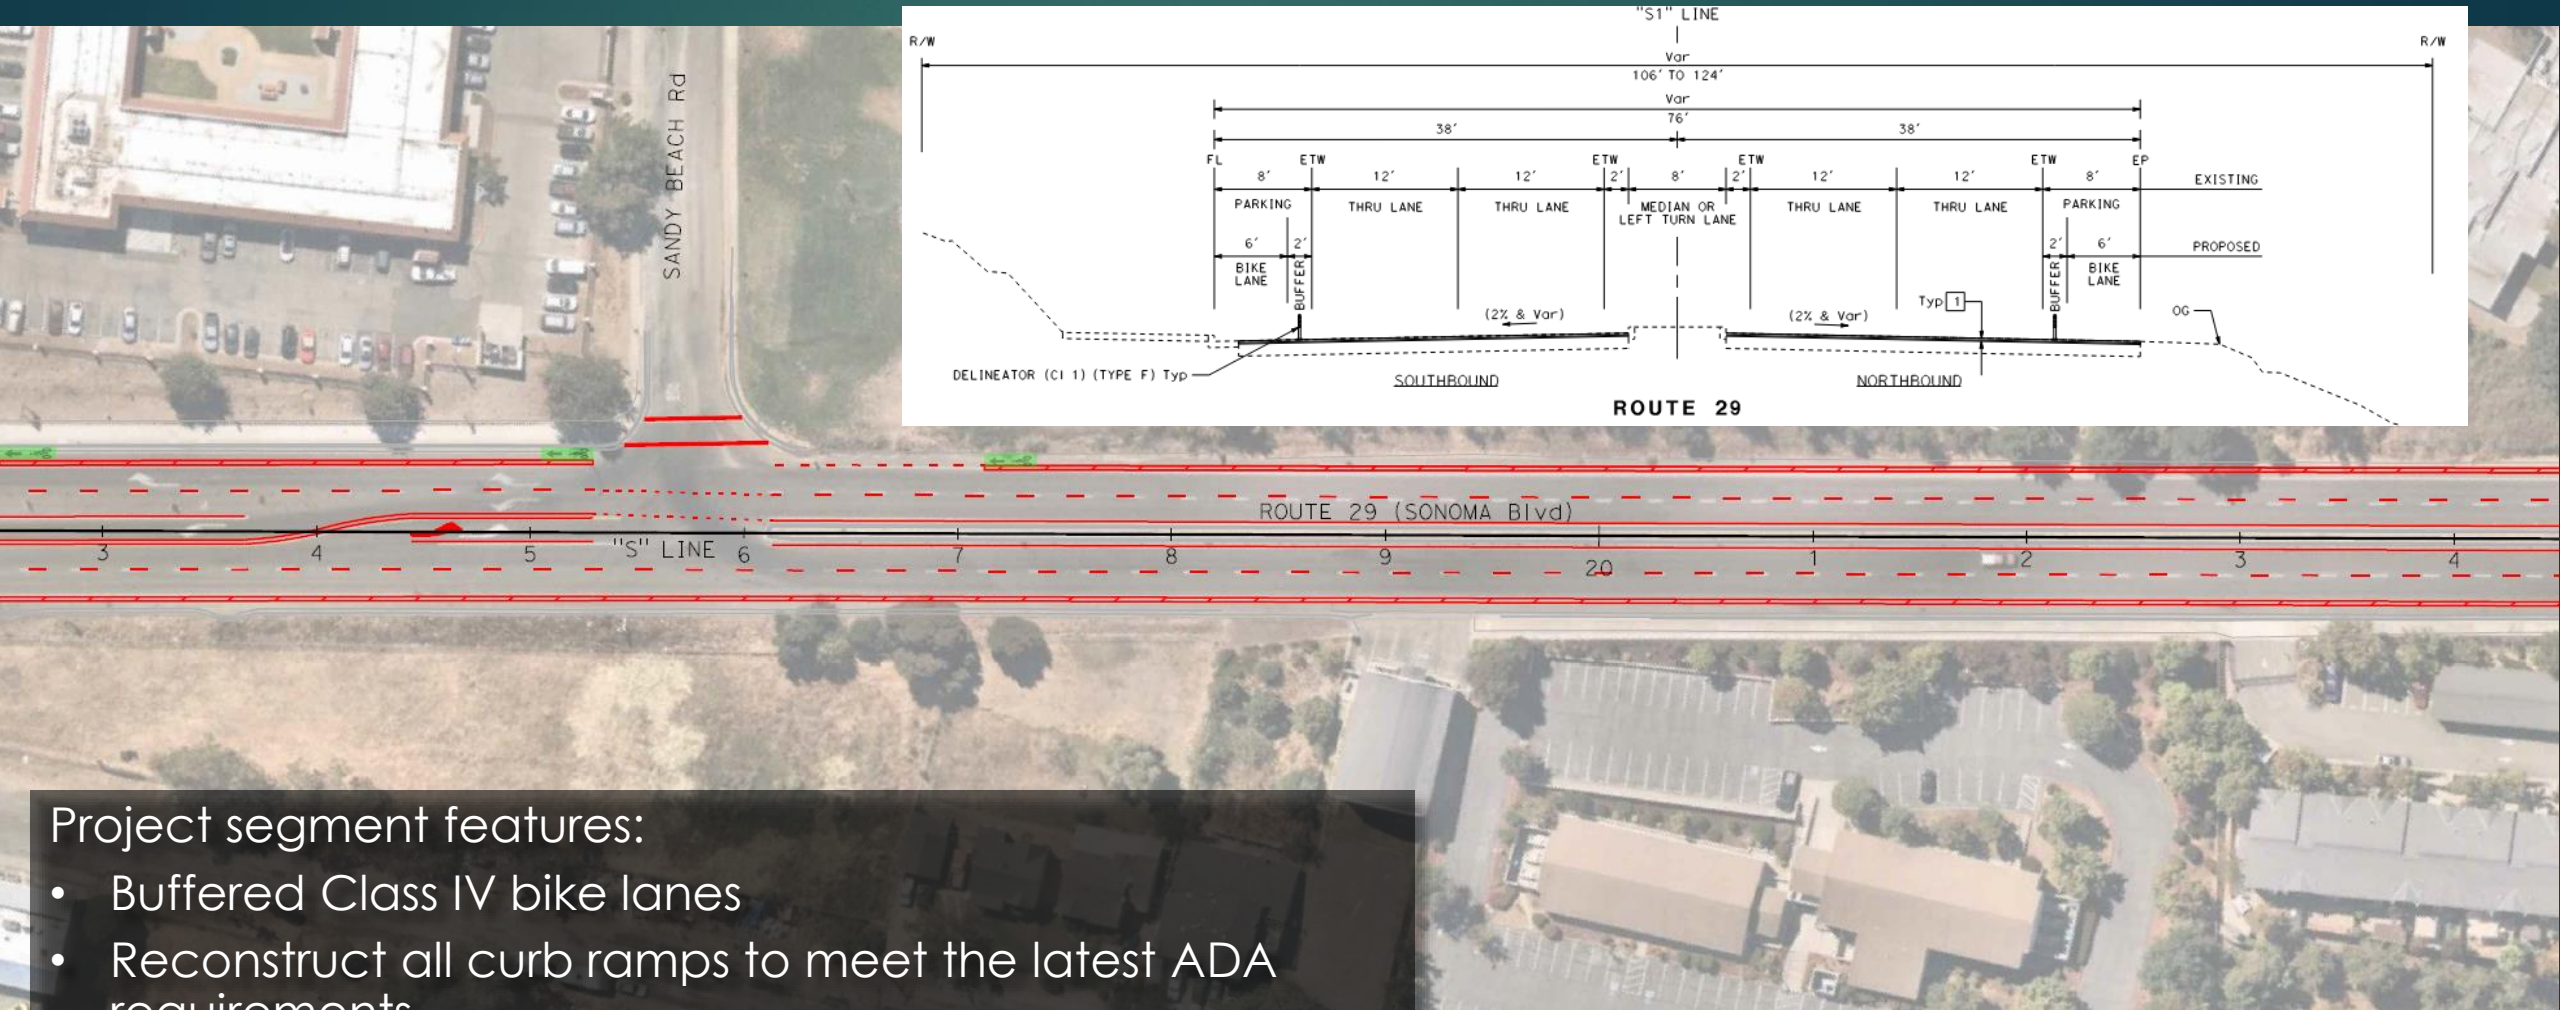 "S1" LINE
R/W R/W
Var
106' TO 124'
Var
76'
38' 38'
FL ETW ETW ETW ETW EP
8' 12' 12' 2' 8' 2' 12' 12' 8' EXISTING
PARKING THRU LANE THRU LANE MEDIAN OR THRU LANE THRU LANE PARKING
LEFT TURN LANE
6' 2' 2' 6' PROPOSED
BIKE BUFFER BUFFER BIKE
LANE LANE
(2% & Var) (2% & Var) Typ 1 OG
DELINEATOR (Cl 1) (TYPE F) Typ
SOUTHBOUND NORTHBOUND
ROUTE 29
SANDY BEACH Rd
ROUTE 29 (SONOMA Blvd)
"S" LINE
3 4 5 6 7 8 9 20 1 2 3 4
Project segment features:
• Buffered Class IV bike lanes
• Reconstruct all curb ramps to meet the latest ADA
requirements